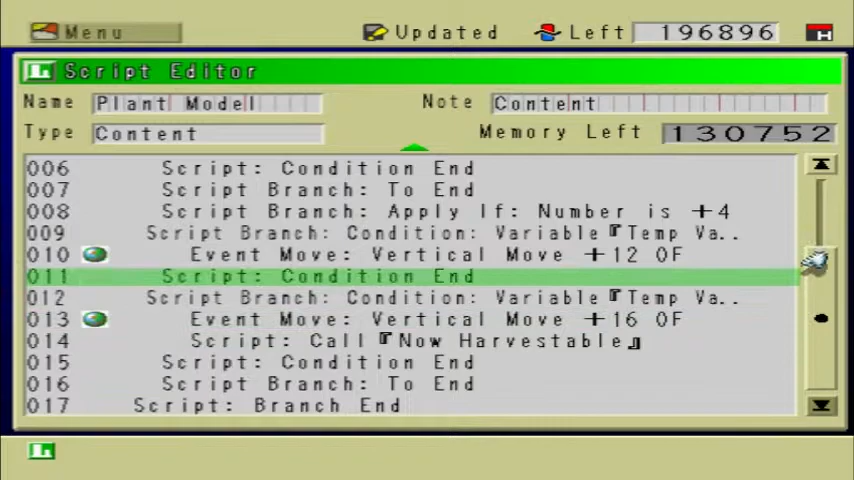 Menu Updated Left 196896
Script Editor
Name Plant Model Note Content
Type Content Memory Left 130752
006 Script: Condition End
007 Script Branch: To End
008 Script Branch: Apply If: Number is +4
009 Script Branch: Condition: Variable『Temp Va..
010 Event Move: Vertical Move +12 OF
011 Script: Condition End
012 Script Branch: Condition: Variable『Temp Va..
013 Event Move: Vertical Move +16 OF
014 Script: Call『Now Harvestable』
015 Script: Condition End
016 Script Branch: To End
017 Script: Branch End